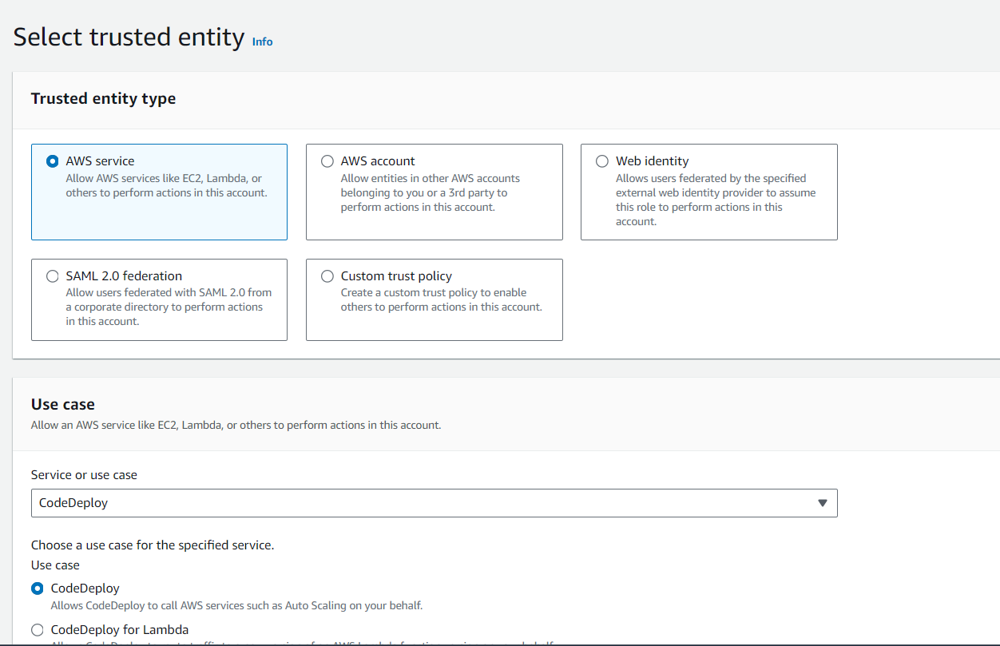 Select trusted entity Info
Trusted entity type
AWS service
Allow AWS services like EC2, Lambda, or
others to perform actions in this account.
AWS account
Allow entities in other AWS accounts
belonging to you or a 3rd party to
perform actions in this account.
Web identity
Allows users federated by the specified
external web identity provider to assume
this role to perform actions in this
account.
SAML 2.0 federation
Allow users federated with SAML 2.0 from
a corporate directory to perform actions
in this account.
Custom trust policy
Create a custom trust policy to enable
others to perform actions in this account.
Use case
Allow an AWS service like EC2, Lambda, or others to perform actions in this account.
Service or use case
CodeDeploy
Choose a use case for the specified service.
Use case
CodeDeploy
Allows CodeDeploy to call AWS services such as Auto Scaling on your behalf.
CodeDeploy for Lambda